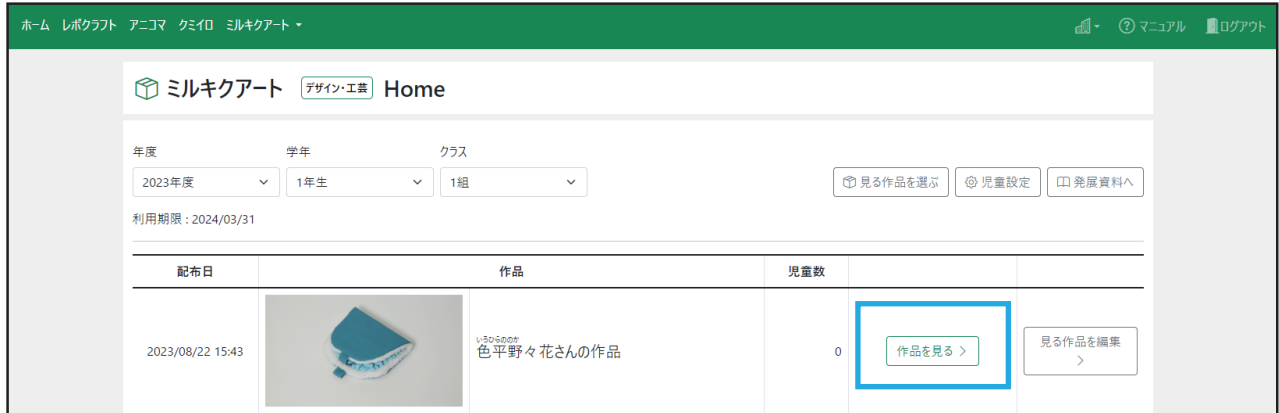 ホーム レポクラフト アニコマ クミイロ ミルキクアート
マニュアル ログアウト
ミルキクアート デザイン・工芸 Home
年度 学年 クラス
2023年度 1年生 1組 見る作品を選ぶ 児童設定 発展資料へ
利用期限 : 2024/03/31
配布日 作品 児童数
いろひらののか
2023/08/22 15:43 色平野々花さんの作品 0 作品を見る > 見る作品を編集 >